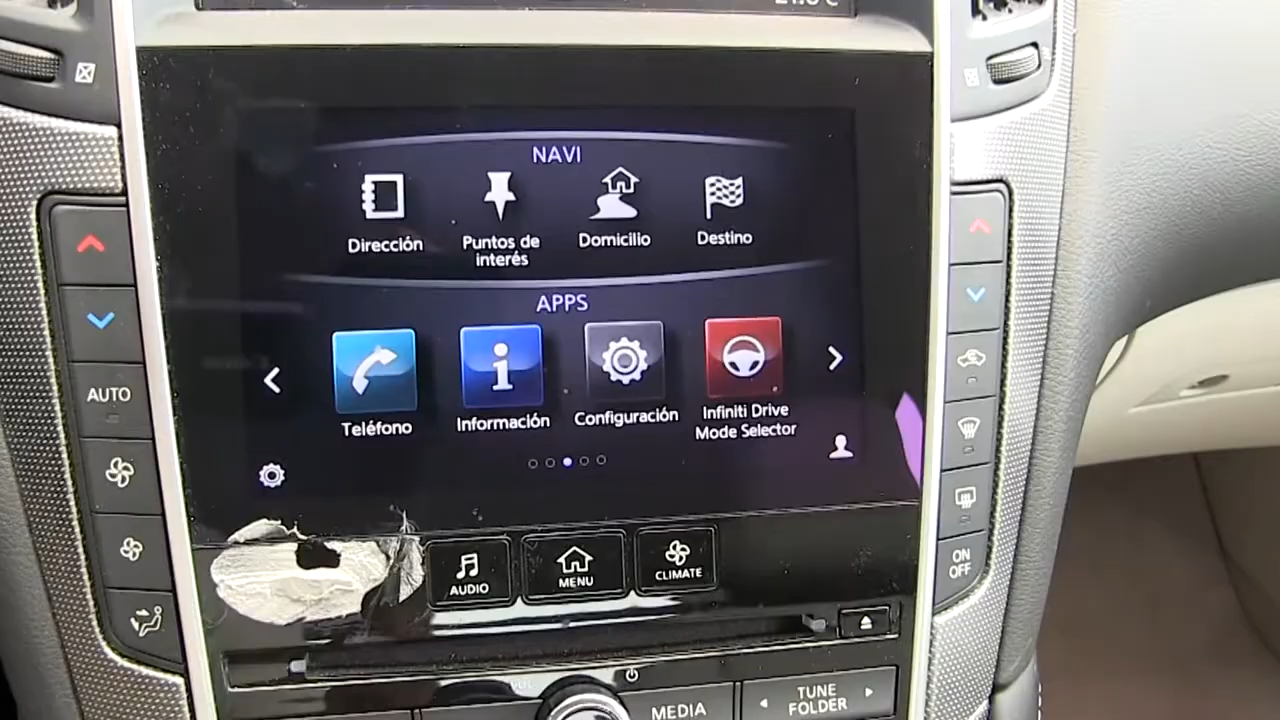 NAVI
Dirección
Puntos de
interés
Domicilio
Destino
APPS
Teléfono
Información
Configuración
Infiniti Drive
Mode Selector
AUTO
ON
OFF
AUDIO
MENU
CLIMATE
MEDIA
TUNE
FOLDER